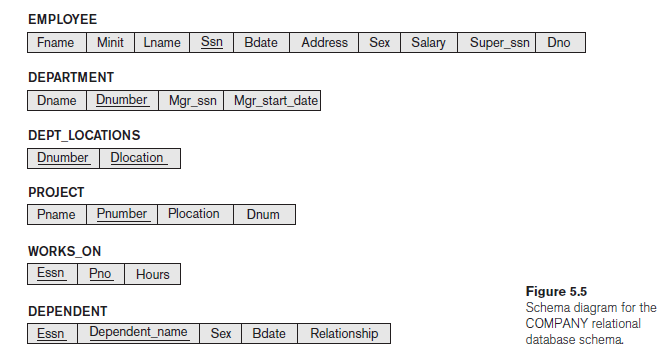 EMPLOYEE
Fname Minit Lname Ssn Bdate Address Sex Salary Super_ssn Dno
DEPARTMENT
Dname Dnumber Mgr_ssn Mgr_start_date
DEPT_LOCATIONS
Dnumber Dlocation
PROJECT
Pname Pnumber Plocation Dnum
WORKS_ON
Essn Pno Hours
DEPENDENT
Essn Dependent_name Sex Bdate Relationship
Figure 5.5
Schema diagram for the
COMPANY relational
database schema.